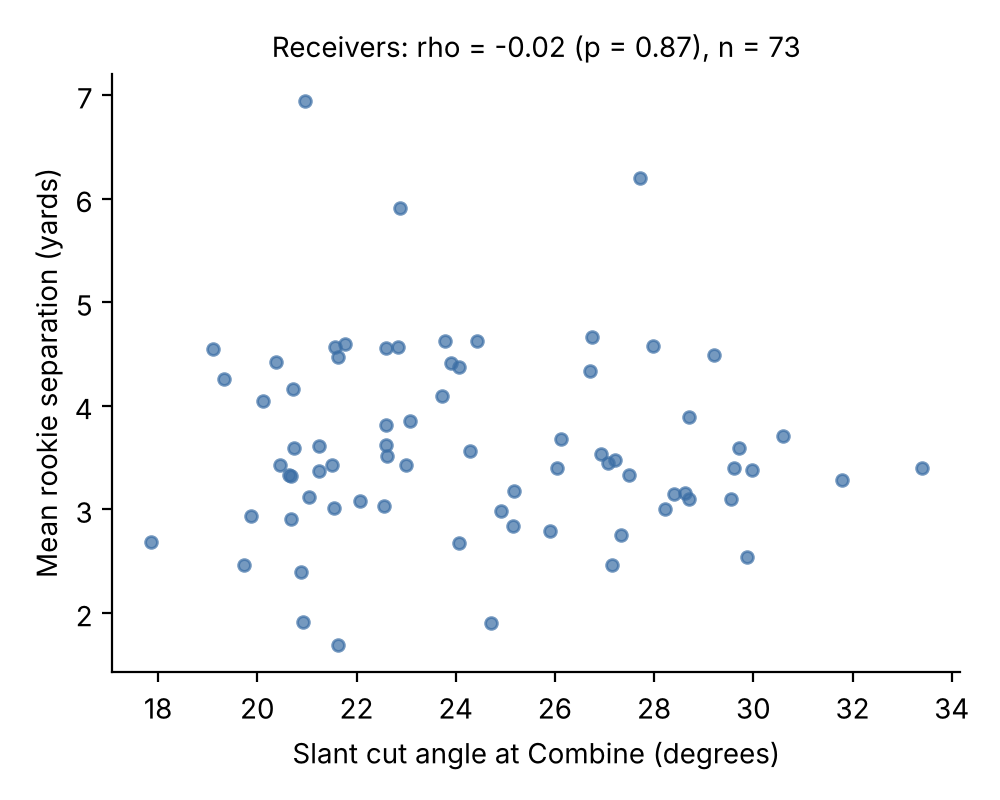 Receivers: rho = -0.02 (p = 0.87), n = 73
7
6
5
4
3
2
Mean rookie separation (yards)
18 20 22 24 26 28 30 32 34
Slant cut angle at Combine (degrees)